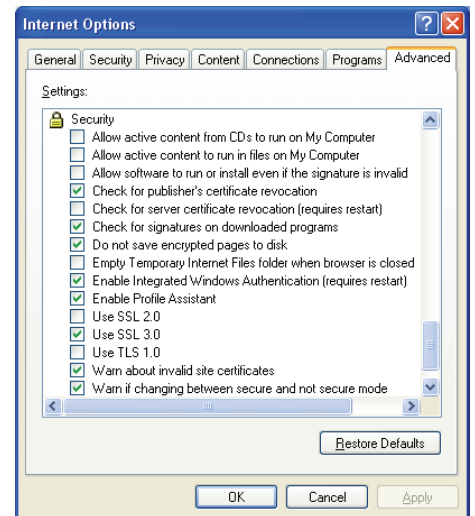 Internet Options
General Security Privacy Content Connections Programs Advanced
Settings:
Security
Allow active content from CDs to run on My Computer
Allow active content to run in files on My Computer
Allow software to run or install even if the signature is invalid
Check for publisher's certificate revocation
Check for server certificate revocation (requires restart)
Check for signatures on downloaded programs
Do not save encrypted pages to disk
Empty Temporary Internet Files folder when browser is closed
Enable Integrated Windows Authentication (requires restart)
Enable Profile Assistant
Use SSL 2.0
Use SSL 3.0
Use TLS 1.0
Warn about invalid site certificates
Warn if changing between secure and not secure mode
Restore Defaults
OK Cancel Apply